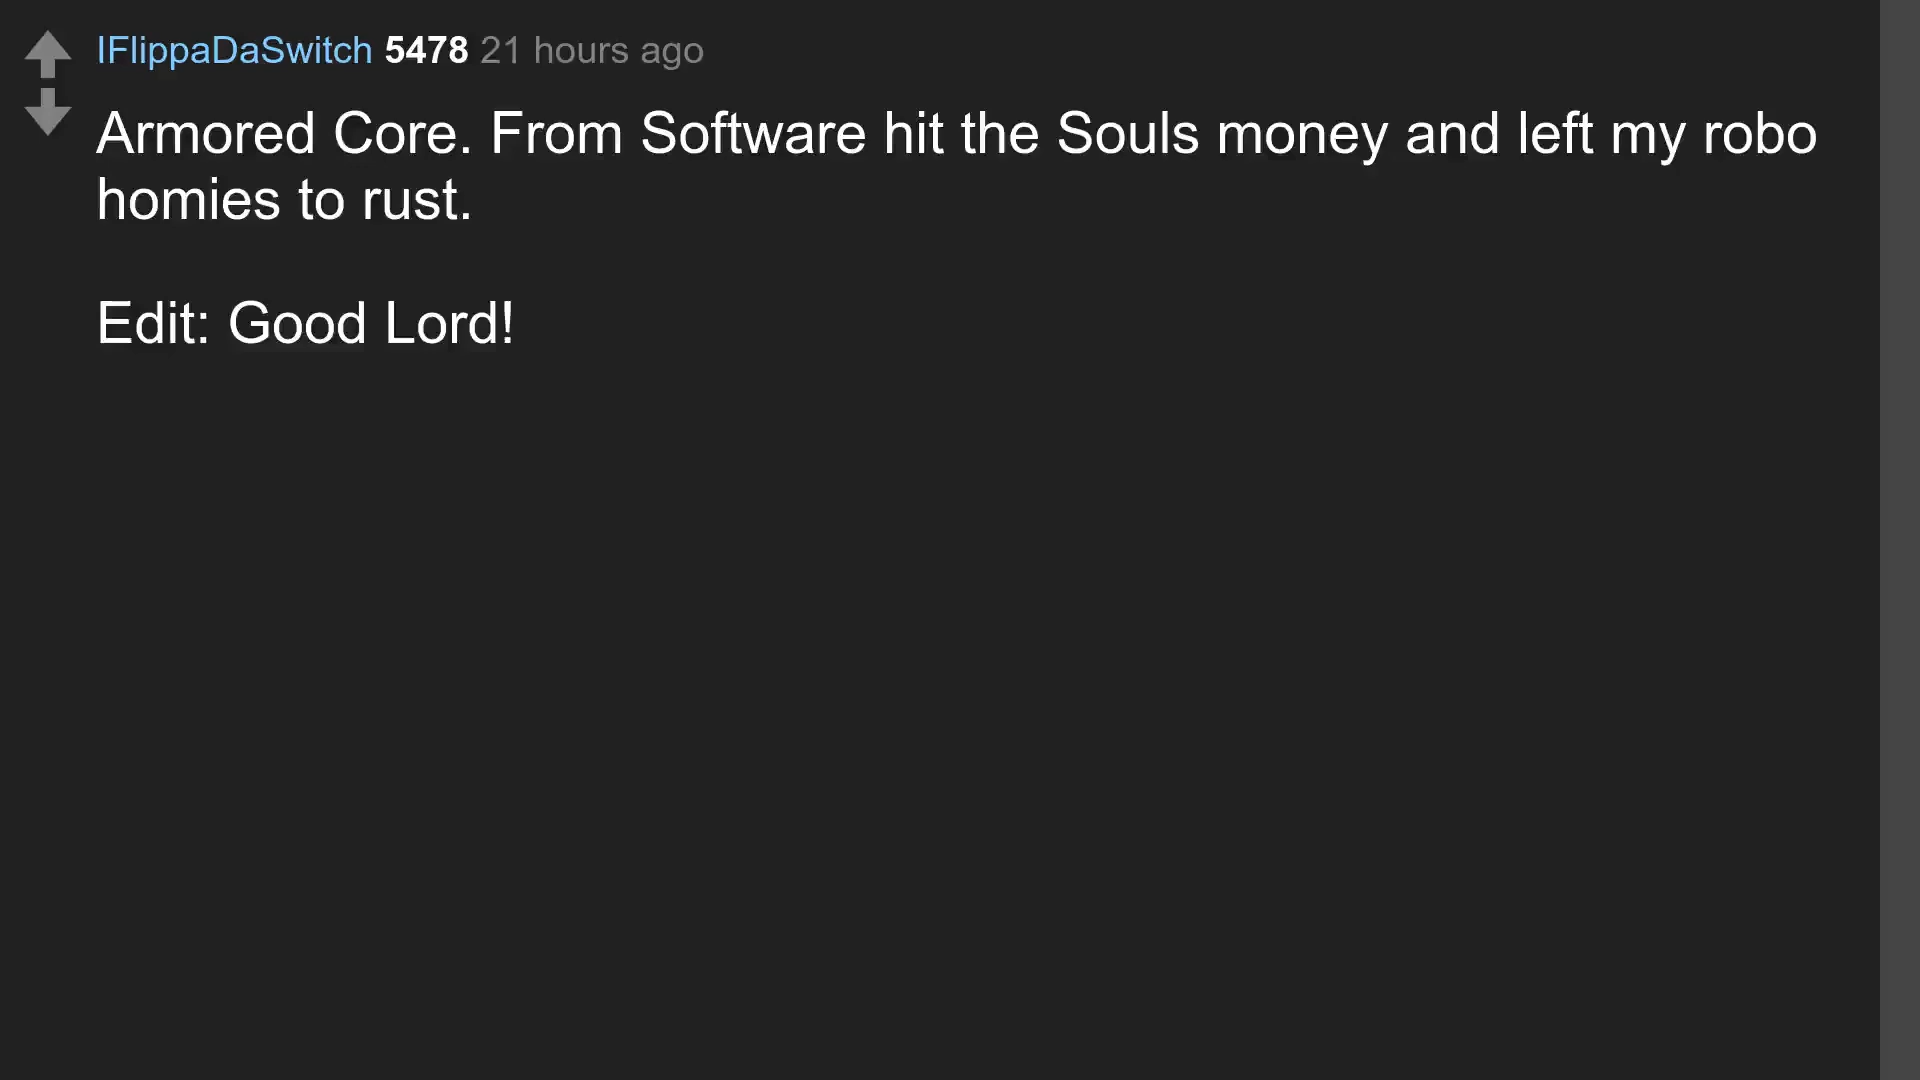 IFlippaDaSwitch 5478 21 hours ago
Armored Core. From Software hit the Souls money and left my robo
homies to rust.
Edit: Good Lord!